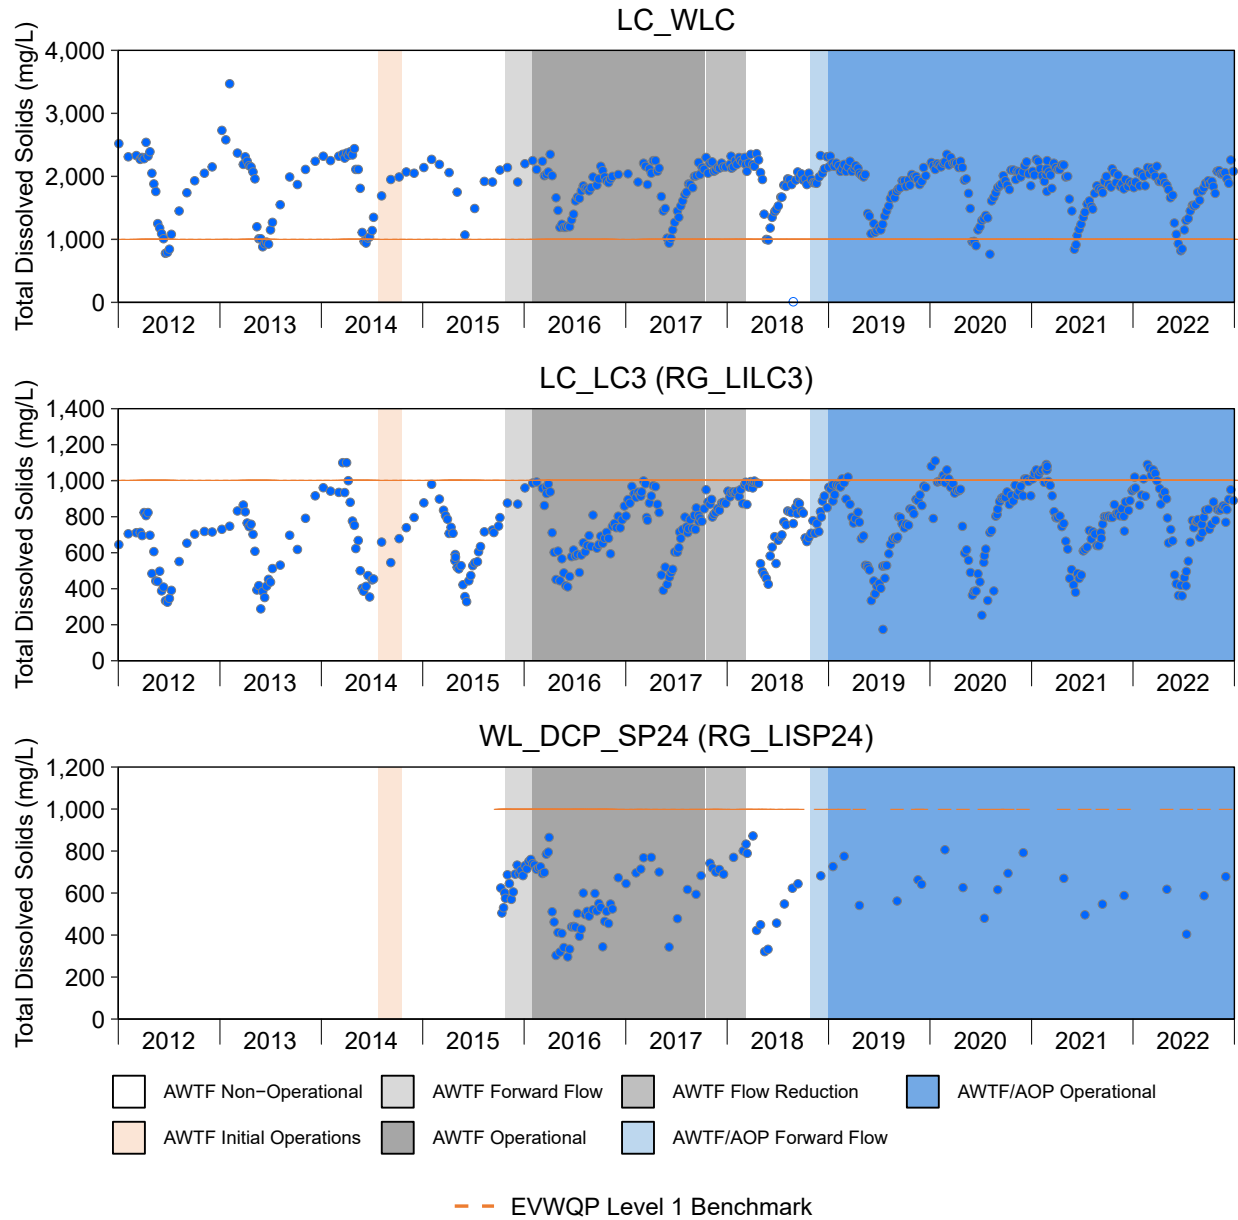 LC_WLC
Total Dissolved Solids (mg/L)
4,000
3,000
2,000
1,000
0
2012 2013 2014 2015 2016 2017 2018 2019 2020 2021 2022
LC_LC3 (RG_LILC3)
Total Dissolved Solids (mg/L)
1,400
1,200
1,000
800
600
400
200
0
2012 2013 2014 2015 2016 2017 2018 2019 2020 2021 2022
WL_DCP_SP24 (RG_LISP24)
Total Dissolved Solids (mg/L)
1,200
1,000
800
600
400
200
0
2012 2013 2014 2015 2016 2017 2018 2019 2020 2021 2022
AWTF Non−Operational AWTF Forward Flow AWTF Flow Reduction AWTF/AOP Operational
AWTF Initial Operations AWTF Operational AWTF/AOP Forward Flow
EVWQP Level 1 Benchmark